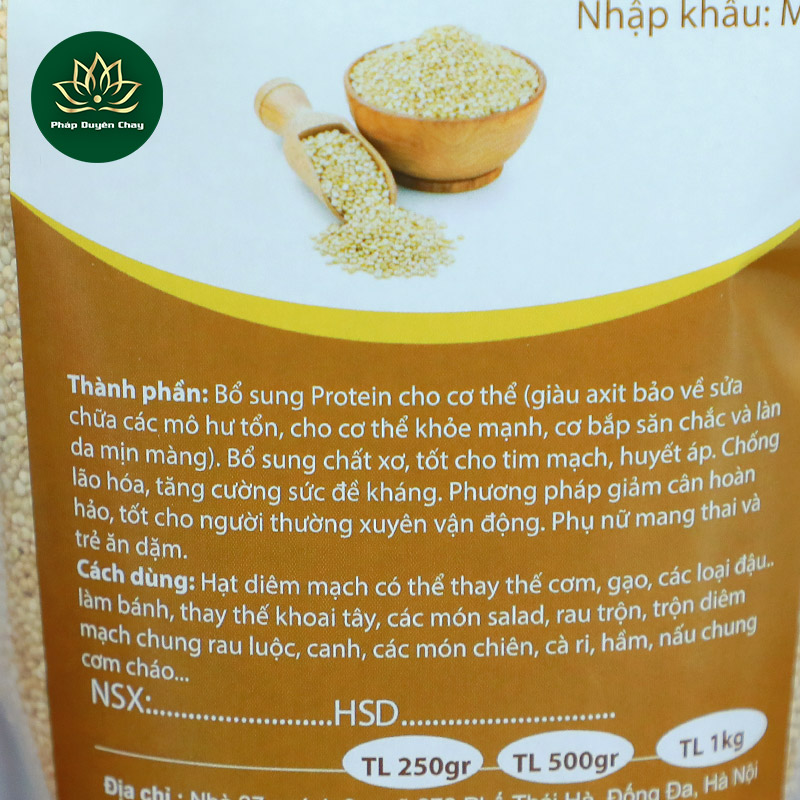 Nhập khẩu: M
Pháp Duyên Chay
Thành phần: Bổ sung Protein cho cơ thể (giàu axit bảo về sửa
chữa các mô hư tổn, cho cơ thể khỏe mạnh, cơ bắp săn chắc và làn
da mịn màng). Bổ sung chất xơ, tốt cho tim mạch, huyết áp. Chống
lão hóa, tăng cường sức đề kháng. Phương pháp giảm cân hoàn
hảo, tốt cho người thường xuyên vận động. Phụ nữ mang thai và
trẻ ăn dặm.
Cách dùng: Hạt diêm mạch có thể thay thế cơm, gạo, các loại đậu..
làm bánh, thay thế khoai tây, các món salad, rau trộn, trộn diêm
mạch chung rau luộc, canh, các món chiên, cà ri, hầm, nấu chung
cơm cháo...
NSX:.......................HSD...........................
TL 250gr TL 500gr TL 1kg
Địa chỉ : Nhà Phố Thái Hà, Đống Đa, Hà Nội